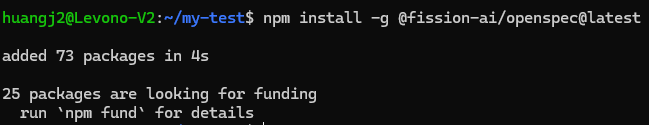 huangj2@Levono-V2:~/my-test$ npm install -g @fission-ai/openspec@latest
added 73 packages in 4s
25 packages are looking for funding
  run `npm fund` for details